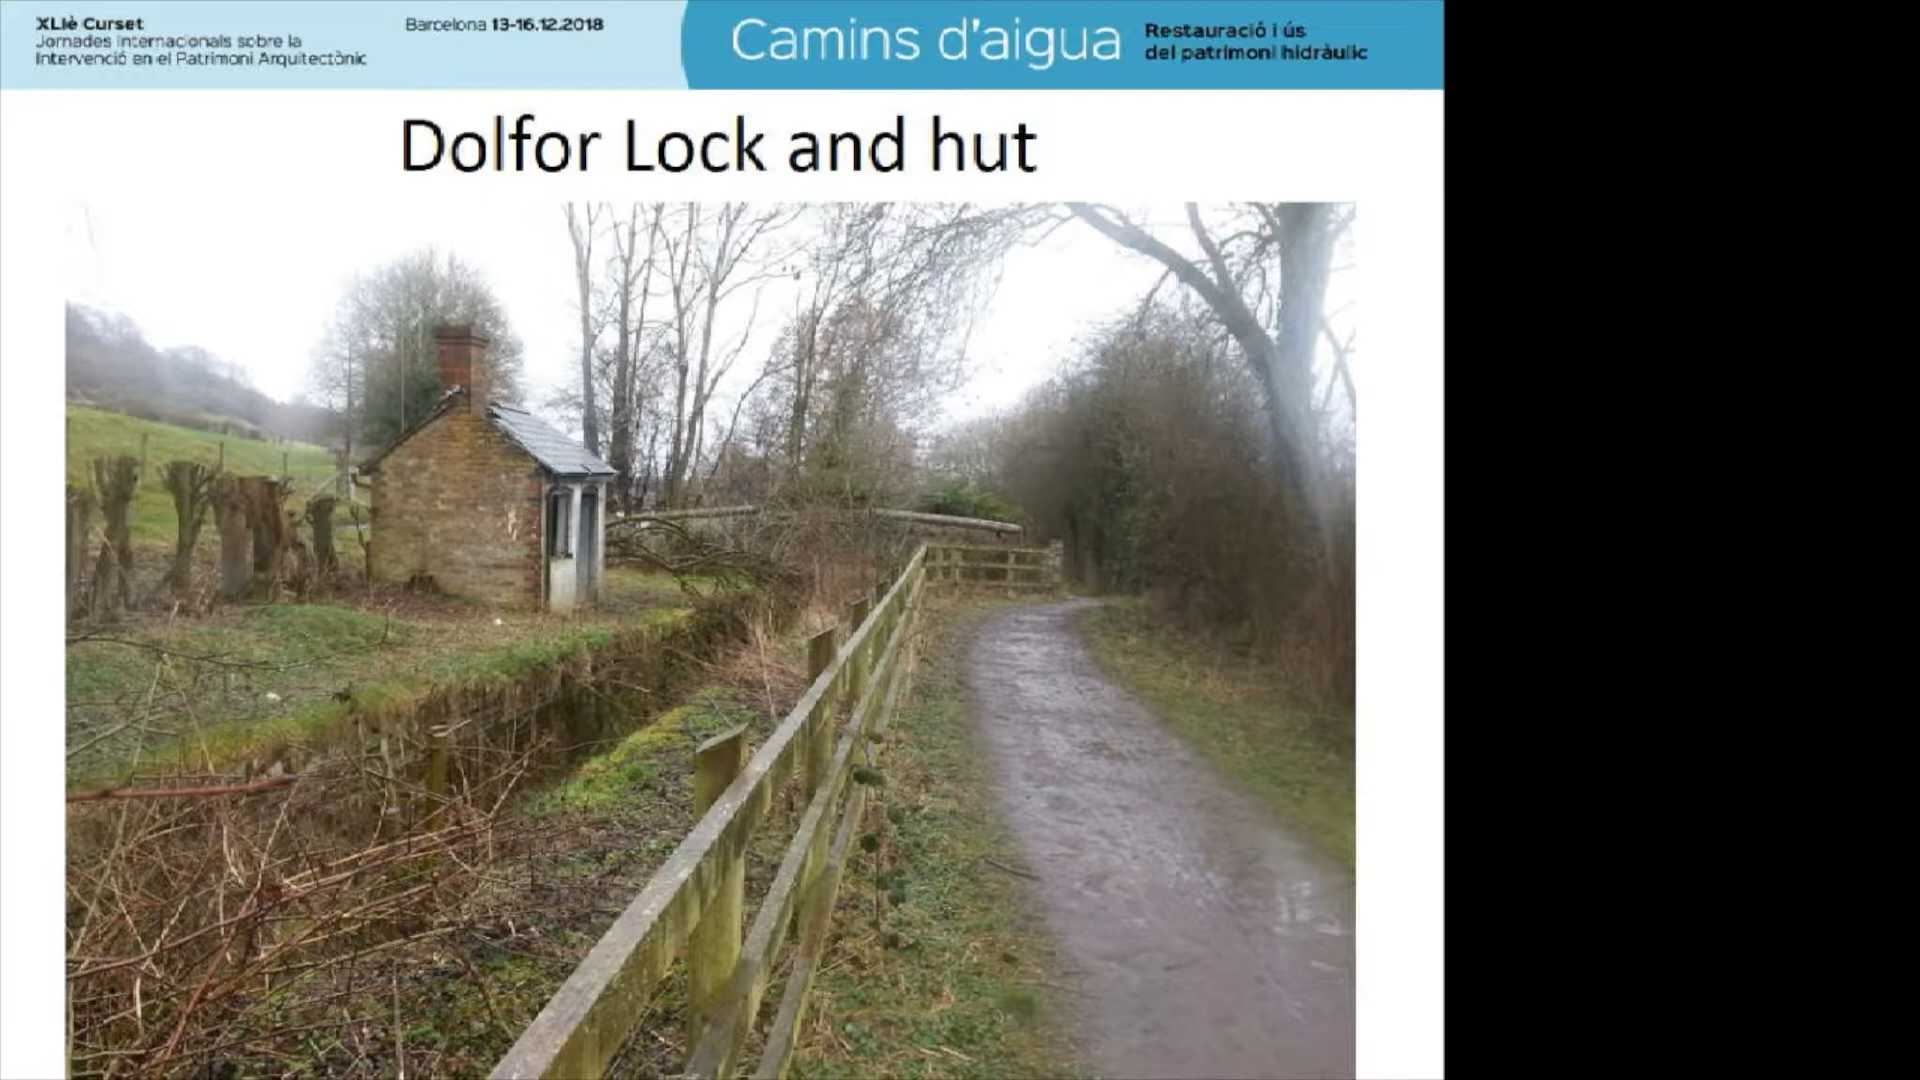 XLIè Curset
Jornades Internacionals sobre la
Intervenció en el Patrimoni Arquitectònic
Barcelona 13-16.12.2018
Camins d'aigua
Restauració i ús
del patrimoni hidràulic
Dolfor Lock and hut